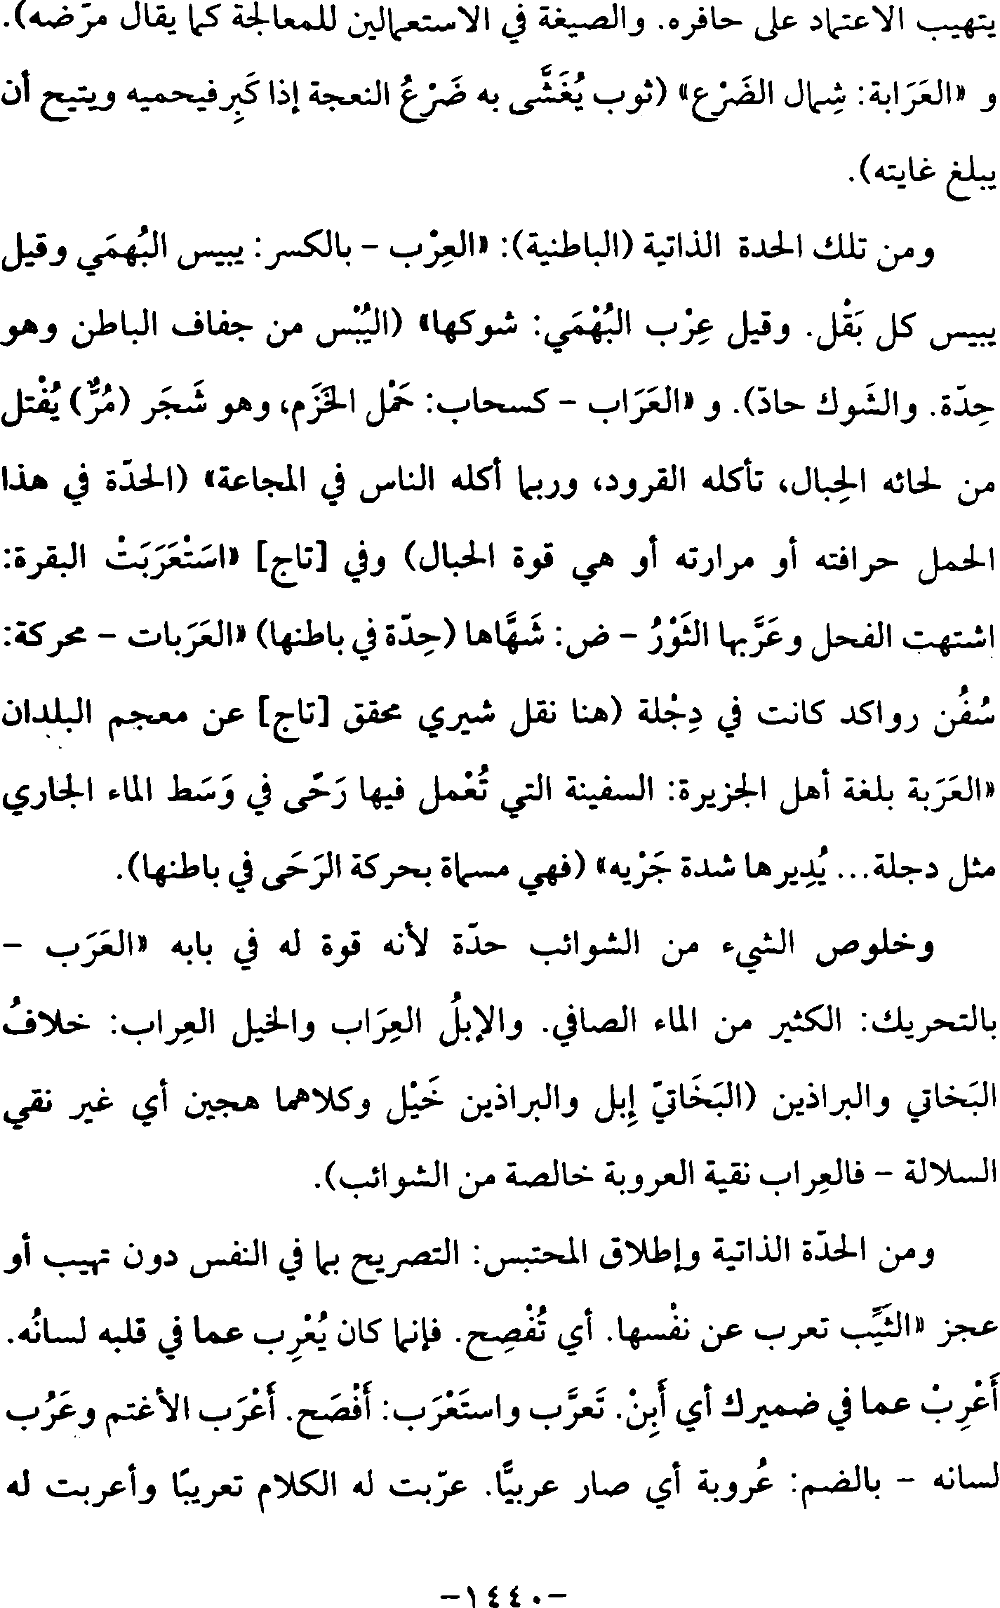 يتهيب الاعتماد على حافره. والصيغة في الاستعمالين للمعالجة كما يقال مرّضه).
و «العَرَابة: شِمال الضَرْع» (ثوب يُغَشَّى به ضَرْعُ النعجة إذا كَبِر فيحميه ويتيح أن
يبلغ غايته).
ومن تلك الحدة الذاتية (الباطنية): «العِرْب - بالكسر: يبيس البُهمَي وقيل
يبيس كل بَقْل. وقيل عِرْب البُهْمَي: شوكها» (اليُبْس من جفاف الباطن وهو
حِدّة. والشَوك حادّ). و «العَرَاب - كسحاب: حَمْل الخَزَم، وهو شَجَر (مُرٌّ) يُفْتل
من لحائه الحِبال، تأكله القرود، وربما أكله الناس في المجاعة» (الحدّة في هذا
الحمل حرافته أو مرارته أو هي قوة الحبال) وفي [تاج] «اسَتْعَرَبَتْ البقرة:
اشتهت الفحل وعَرَّبها الثَوْرُ - ض: شَهَّاها (حِدّة في باطنها) «العَرَبات - محركة:
سُفُن رواكد كانت في دِجْلة (هنا نقل شيري محقق [تاج] عن معجم البلدان
«العَرَبة بلغة أهل الجزيرة: السفينة التي تُعْمل فيها رَحًى في وَسَط الماء الجاري
مثل دجلة... يُدِيرها شدة جَرْيه» (فهي مسماة بحركة الرَحَى في باطنها).
وخلوص الشيء من الشوائب حدّة لأنه قوة له في بابه «العَرَب -
بالتحريك: الكثير من الماء الصافي. والإبلُ العِرَاب والخيل العِراب: خلافُ
البَخاتي والبراذين (البَخَاتيّ إبل والبراذين خَيْل وكلاهما هجين أي غير نقي
السلالة - فالعِراب نقية العروبة خالصة من الشوائب).
ومن الحدّة الذاتية وإطلاق المحتبس: التصريح بما في النفس دون تهيب أو
عجز «الثَيِّب تعرب عن نفْسها. أي تُفْصِح. فإنما كان يُعْرِب عما في قلبه لسانُه.
أَعْرِبْ عما في ضميرك أي أَبِنْ. تَعرَّب واستَعْرَب: أَفْصَح. أَعْرَب الأغتم وعَرُب
لسانه - بالضم: عُروبة أي صار عربيًّا. عرّبت له الكلام تعريبًا وأعربت له
-١٤٤٠-